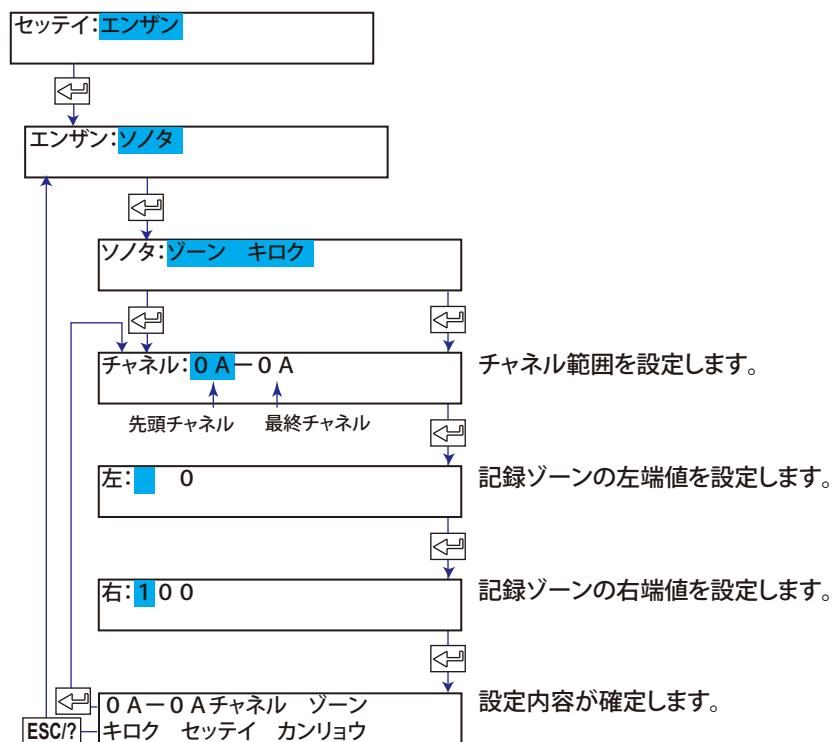 セッテイ：エンザン
エンザン：ソノタ
ソノタ：ゾーン　キロク
チャネル：０Ａ－０Ａ
チャネル範囲を設定します。
先頭チャネル　最終チャネル
左：　０
記録ゾーンの左端値を設定します。
右：１００
記録ゾーンの右端値を設定します。
０Ａ－０Ａチャネル　ゾーン
設定内容が確定します。
ESC/?
キロク　セッテイ　カンリョウ